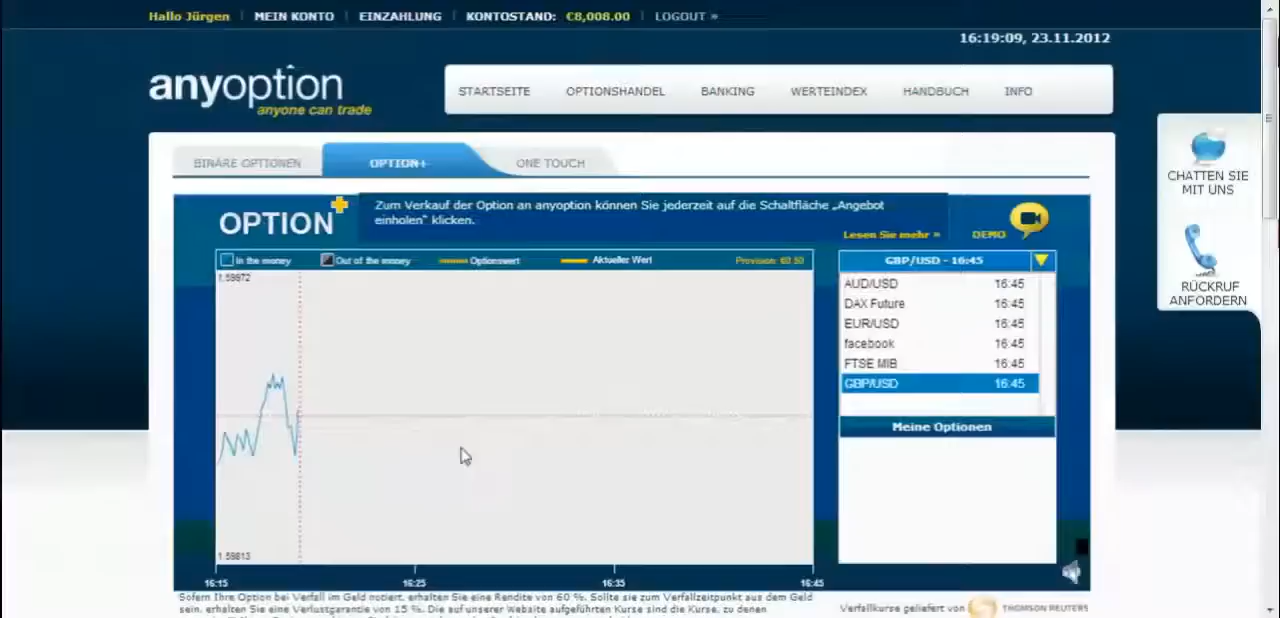 Hallo Jürgen | MEIN KONTO | EINZAHLUNG | KONTOSTAND: €8,008.00 | LOGOUT »
16:19:09, 23.11.2012
anyoption
anyone can trade
STARTSEITE OPTIONSHANDEL BANKING WERTEINDEX HANDBUCH INFO
CHATTEN SIE
MIT UNS
RÜCKRUF
ANFORDERN
BINÄRE OPTIONEN OPTION+ ONE TOUCH
OPTION+
Zum Verkauf der Option an anyoption können Sie jederzeit auf die Schaltfläche „Angebot
einholen“ klicken.
Lesen Sie mehr »
DEMO
In the money Out of the money Optionswert Aktueller Wert Provision: €0.50
GBP/USD - 16:45
AUD/USD 16:45
DAX Future 16:45
EUR/USD 16:45
facebook 16:45
FTSE MIB 16:45
GBP/USD 16:45
Meine Optionen
1.59872
1.59813
16:15 16:25 16:35 16:45
Sofern Ihre Option bei Verfall im Geld notiert, erhalten Sie eine Rendite von 60 %. Sollte sie zum Verfallzeitpunkt aus dem Geld
sein, erhalten Sie eine Verlustgarantie von 15 %. Die auf unserer Website aufgeführten Kurse sind die Kurse, zu denen
Verfallkurse geliefert von THOMSON REUTERS